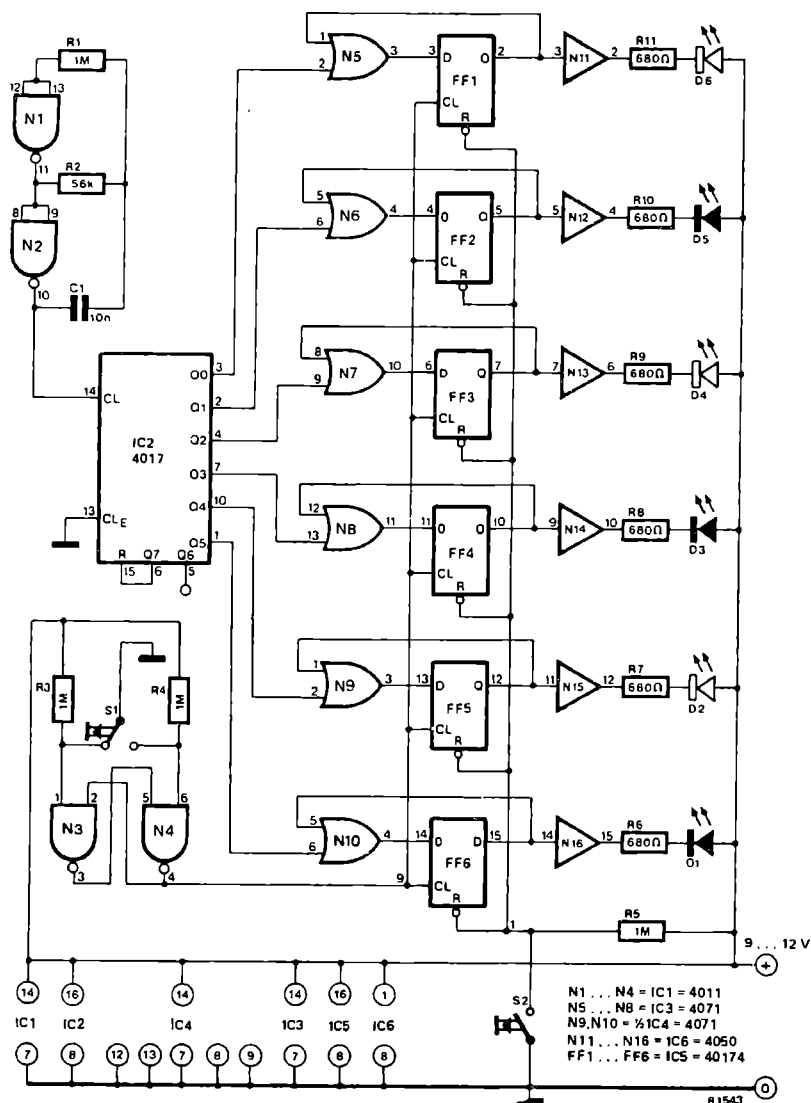 R1
1M
12
13
N1
11
R2
56k
8
9
N2
10
C1
10n
14
CL
IC2
4017
13
CLE
R
Q7
Q6
15
6
5
O0
3
Q1
2
Q2
4
O3
7
Q4
10
Q5
1
R3
1M
R4
1M
S1
1
2
5
6
N3
N4
3
4
1
2
N5
3
3
D
Q
2
FF1
CL
R
3
N11
2
R11
680Ω
D6
5
6
N6
4
4
0
Q
5
FF2
CL
R
5
N12
4
R10
680Ω
D5
8
9
N7
10
6
D
Q
7
FF3
CL
R
7
N13
6
R9
680Ω
D4
12
13
N8
11
11
0
Q
10
FF4
CL
R
9
N14
10
R8
680Ω
D3
1
2
N9
3
13
D
Q
12
FF5
CL
R
11
N15
12
R7
680Ω
D2
5
6
N10
4
14
0
D
15
FF6
9
CL
R
14
N16
15
R6
680Ω
O1
1
R5
1M
9 ... 12 V
+
14
16
14
14
16
1
IC1
IC2
IC4
IC3
IC5
IC6
7
8
12
13
7
8
9
7
8
8
S2
N1 ... N4 = IC1 = 4011
N5 ... N8 = IC3 = 4071
N9,N10 = ½IC4 = 4071
N11 ... N16 = IC6 = 4050
FF1 ... FF6 = IC5 = 40174
0
81543